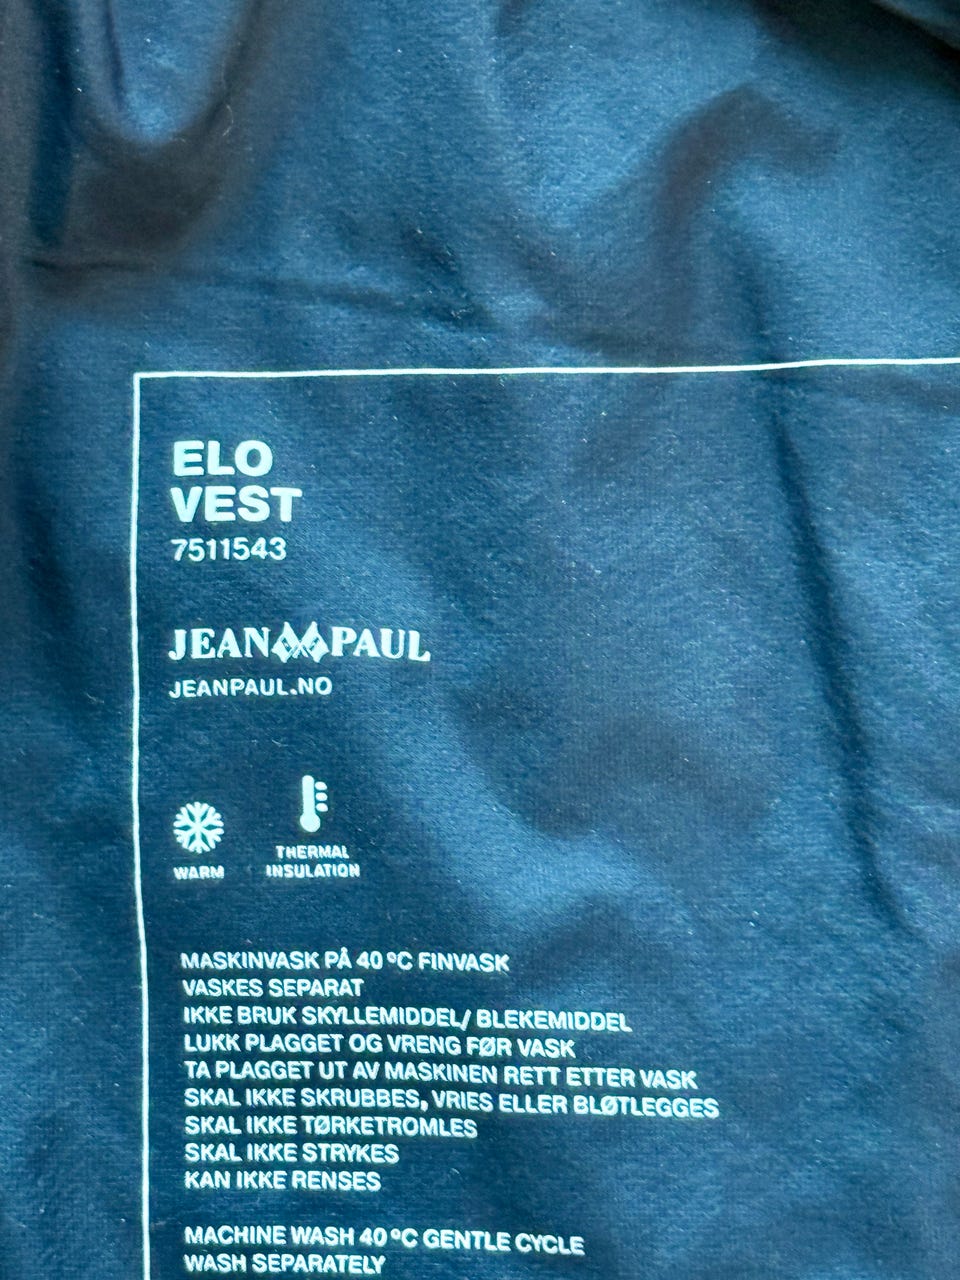 ELO
VEST
7511543
JEAN PAUL
JEANPAUL.NO
WARM
THERMAL
INSULATION
MASKINVASK PÅ 40 ºC FINVASK
VASKES SEPARAT
IKKE BRUK SKYLLEMIDDEL/ BLEKEMIDDEL
LUKK PLAGGET OG VRENG FØR VASK
TA PLAGGET UT AV MASKINEN RETT ETTER VASK
SKAL IKKE SKRUBBES, VRIES ELLER BLØTLEGGES
SKAL IKKE TØRKETROMLES
SKAL IKKE STRYKES
KAN IKKE RENSES
MACHINE WASH 40 ºC GENTLE CYCLE
WASH SEPARATELY